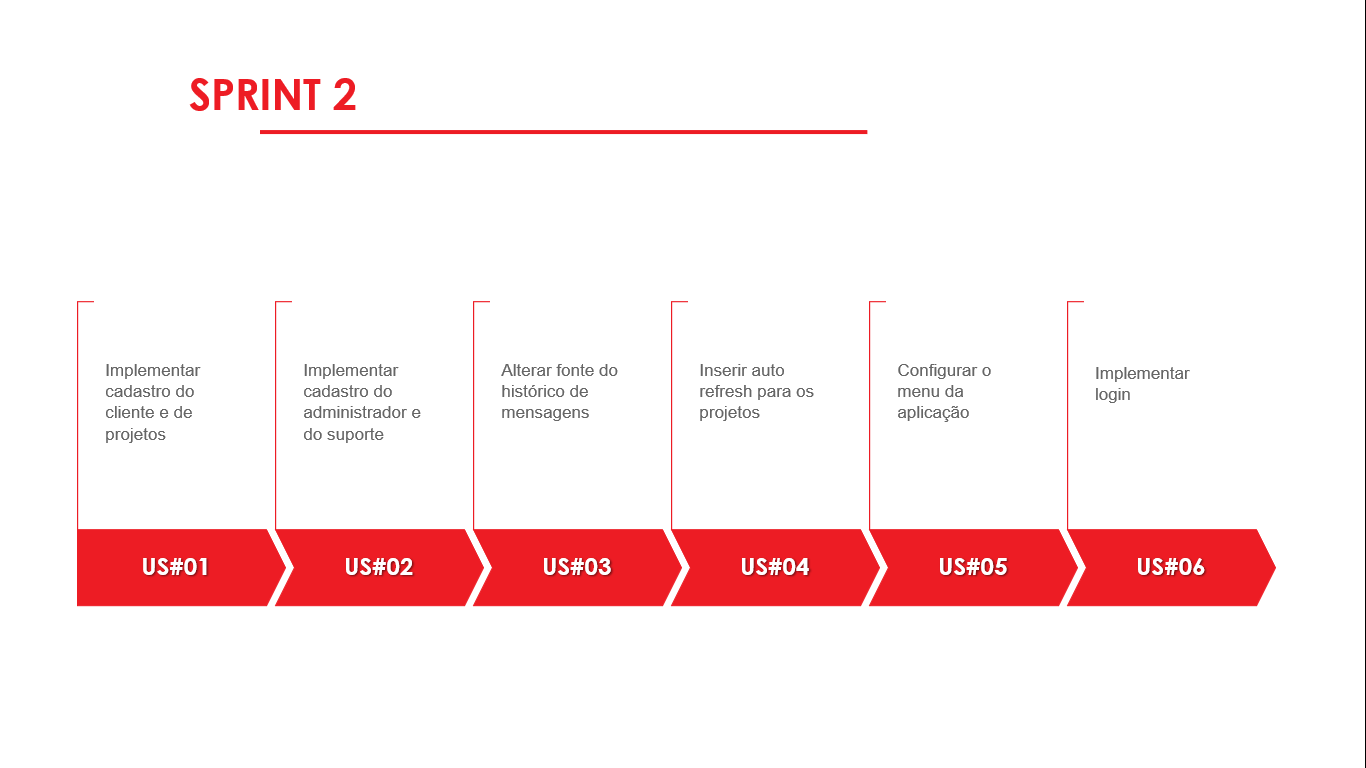 SPRINT 2
Implementar
cadastro do
cliente e de
projetos
Implementar
cadastro do
administrador e
do suporte
Alterar fonte do
histórico de
mensagens
Inserir auto
refresh para os
projetos
Configurar o
menu da
aplicação
Implementar
login
US#01
US#02
US#03
US#04
US#05
US#06